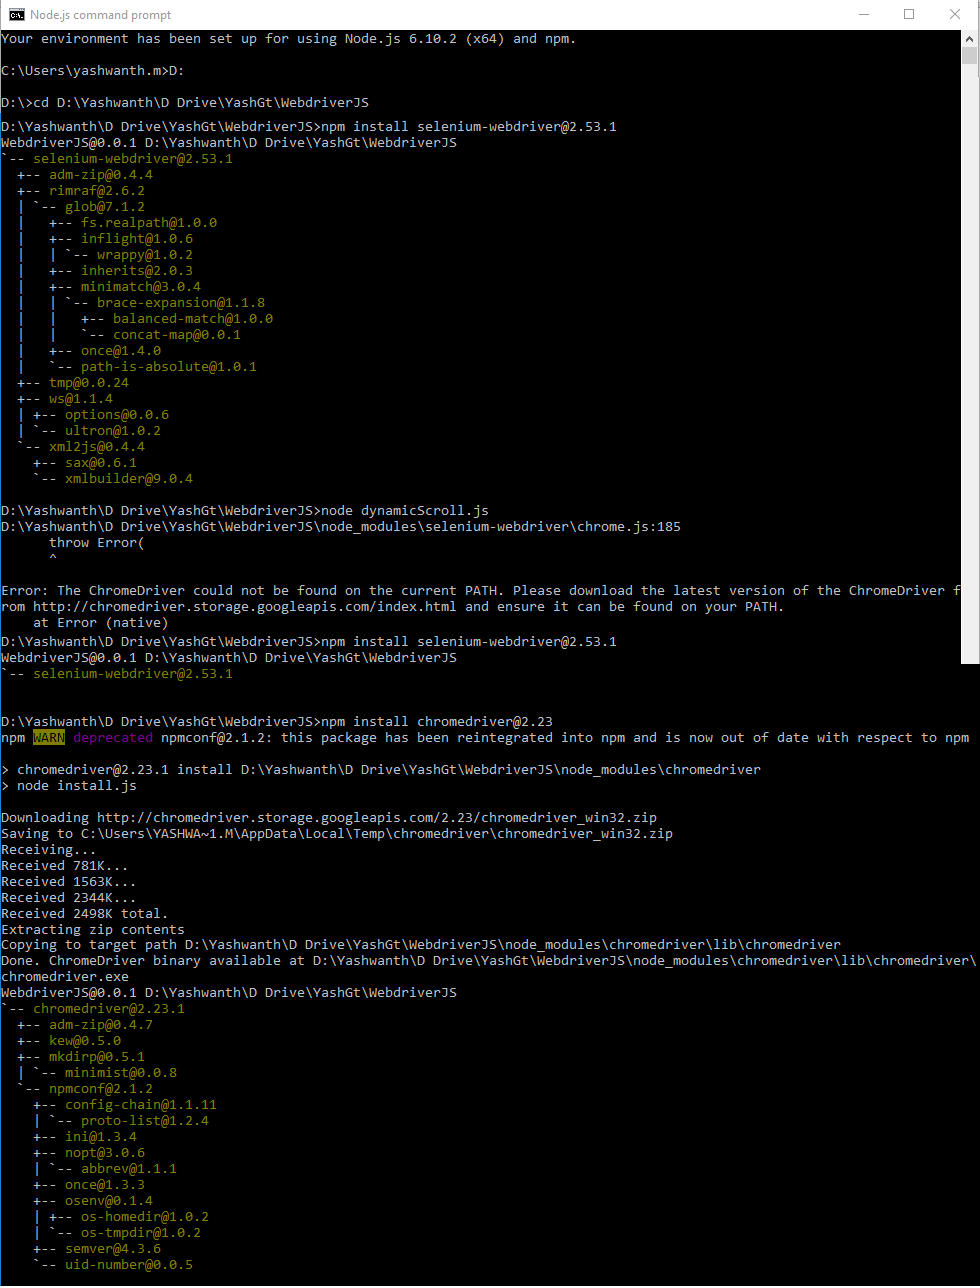 Node.js command prompt
Your environment has been set up for using Node.js 6.10.2 (x64) and npm.
C:\Users\yashwanth.m>D:
D:\>cd D:\Yashwanth\D Drive\YashGt\WebdriverJS
D:\Yashwanth\D Drive\YashGt\WebdriverJS>npm install selenium-webdriver@2.53.1
WebdriverJS@0.0.1 D:\Yashwanth\D Drive\YashGt\WebdriverJS
`-- selenium-webdriver@2.53.1
  +-- adm-zip@0.4.4
  +-- rimraf@2.6.2
  | `-- glob@7.1.2
  |   +-- fs.realpath@1.0.0
  |   +-- inflight@1.0.6
  |   | `-- wrappy@1.0.2
  |   +-- inherits@2.0.3
  |   +-- minimatch@3.0.4
  |   | `-- brace-expansion@1.1.8
  |   |   +-- balanced-match@1.0.0
  |   |   `-- concat-map@0.0.1
  |   +-- once@1.4.0
  |   `-- path-is-absolute@1.0.1
  +-- tmp@0.0.24
  +-- ws@1.1.4
  | +-- options@0.0.6
  | `-- ultron@1.0.2
  `-- xml2js@0.4.4
    +-- sax@0.6.1
    `-- xmlbuilder@9.0.4
D:\Yashwanth\D Drive\YashGt\WebdriverJS>node dynamicScroll.js
D:\Yashwanth\D Drive\YashGt\WebdriverJS\node_modules\selenium-webdriver\chrome.js:185
      throw Error(
      ^
Error: The ChromeDriver could not be found on the current PATH. Please download the latest version of the ChromeDriver f
rom http://chromedriver.storage.googleapis.com/index.html and ensure it can be found on your PATH.
    at Error (native)
D:\Yashwanth\D Drive\YashGt\WebdriverJS>npm install selenium-webdriver@2.53.1
WebdriverJS@0.0.1 D:\Yashwanth\D Drive\YashGt\WebdriverJS
`-- selenium-webdriver@2.53.1
D:\Yashwanth\D Drive\YashGt\WebdriverJS>npm install chromedriver@2.23
npm WARN deprecated npmconf@2.1.2: this package has been reintegrated into npm and is now out of date with respect to npm
> chromedriver@2.23.1 install D:\Yashwanth\D Drive\YashGt\WebdriverJS\node_modules\chromedriver
> node install.js
Downloading http://chromedriver.storage.googleapis.com/2.23/chromedriver_win32.zip
Saving to C:\Users\YASHWA~1.M\AppData\Local\Temp\chromedriver\chromedriver_win32.zip
Receiving...
Received 781K...
Received 1563K...
Received 2344K...
Received 2498K total.
Extracting zip contents
Copying to target path D:\Yashwanth\D Drive\YashGt\WebdriverJS\node_modules\chromedriver\lib\chromedriver
Done. ChromeDriver binary available at D:\Yashwanth\D Drive\YashGt\WebdriverJS\node_modules\chromedriver\lib\chromedriver\
chromedriver.exe
WebdriverJS@0.0.1 D:\Yashwanth\D Drive\YashGt\WebdriverJS
`-- chromedriver@2.23.1
  +-- adm-zip@0.4.7
  +-- kew@0.5.0
  +-- mkdirp@0.5.1
  | `-- minimist@0.0.8
  `-- npmconf@2.1.2
    +-- config-chain@1.1.11
    | `-- proto-list@1.2.4
    +-- ini@1.3.4
    +-- nopt@3.0.6
    | `-- abbrev@1.1.1
    +-- once@1.3.3
    +-- osenv@0.1.4
    | +-- os-homedir@1.0.2
    | `-- os-tmpdir@1.0.2
    +-- semver@4.3.6
    `-- uid-number@0.0.5